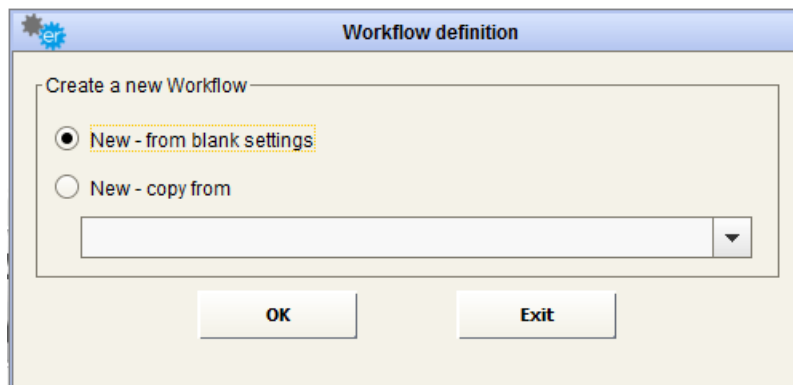 er
Workflow definition
Create a new Workflow
New - from blank settings
New - copy from
OK
Exit